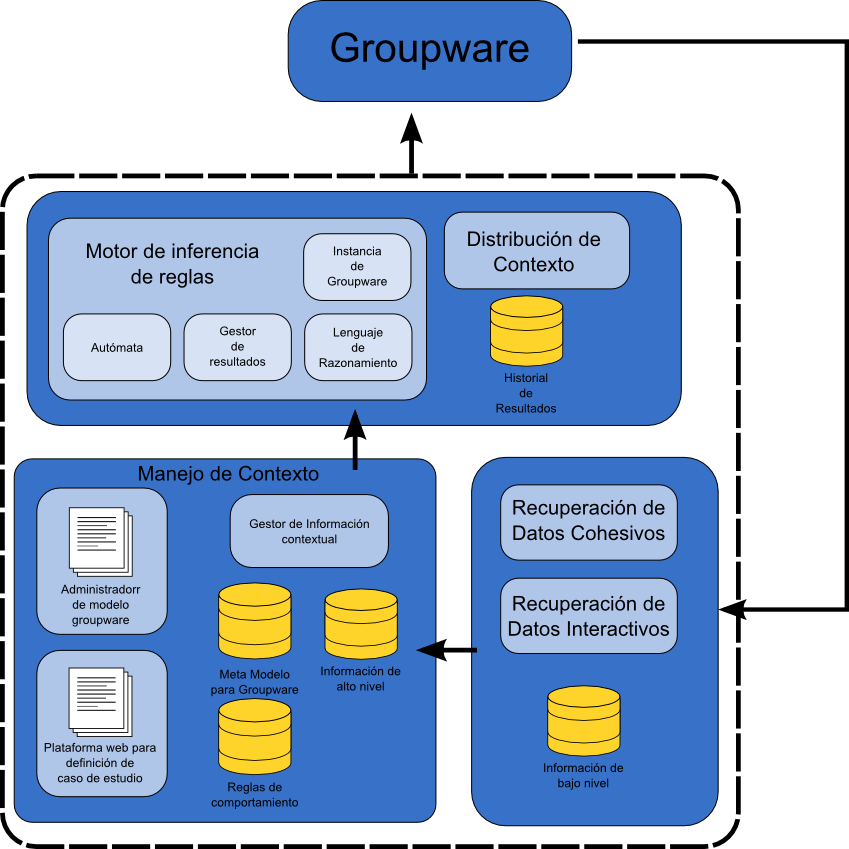 Groupware
Motor de inferencia
de reglas
Instancia
de
Groupware
Autómata
Gestor
de
resultados
Lenguaje
de
Razonamiento
Distribución de
Contexto
Historial
de
Resultados
Manejo de Contexto
Administradorr
de modelo
groupware
Gestor de Información
contextual
Meta Modelo
para Groupware
Información de
alto nivel
Plataforma web para
definición de
caso de estudio
Reglas de
comportamiento
Recuperación de
Datos Cohesivos
Recuperación de
Datos Interactivos
Información de
bajo nivel